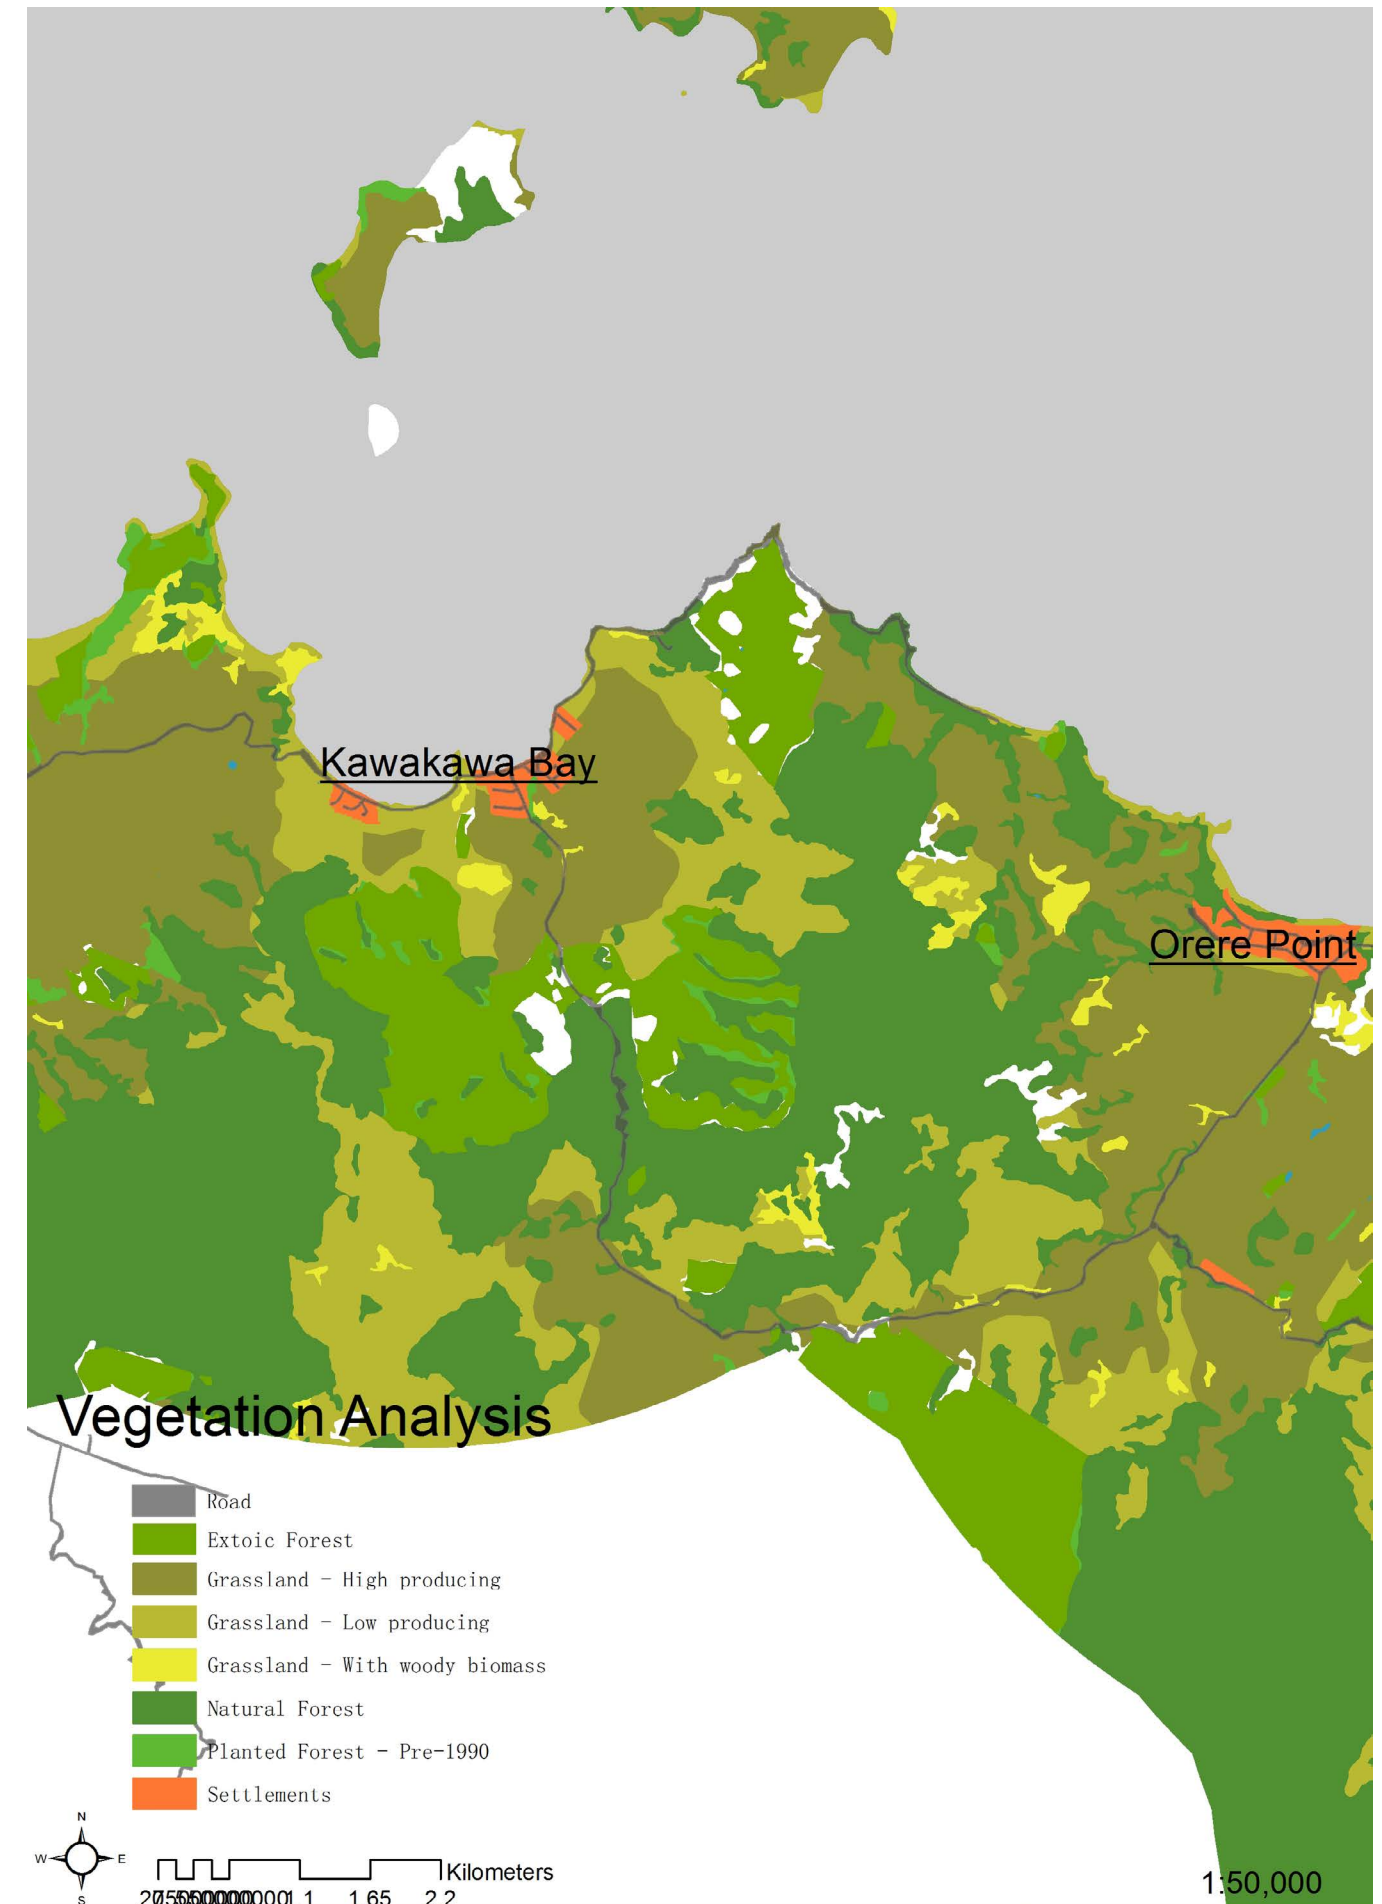 Kawakawa Bay
Orere Point
Vegetation Analysis
Road
Extoic Forest
Grassland - High producing
Grassland - Low producing
Grassland - With woody biomass
Natural Forest
Planted Forest - Pre-1990
Settlements
N
W E
S
Kilometers
1.1 1.65 2.2
1:50,000